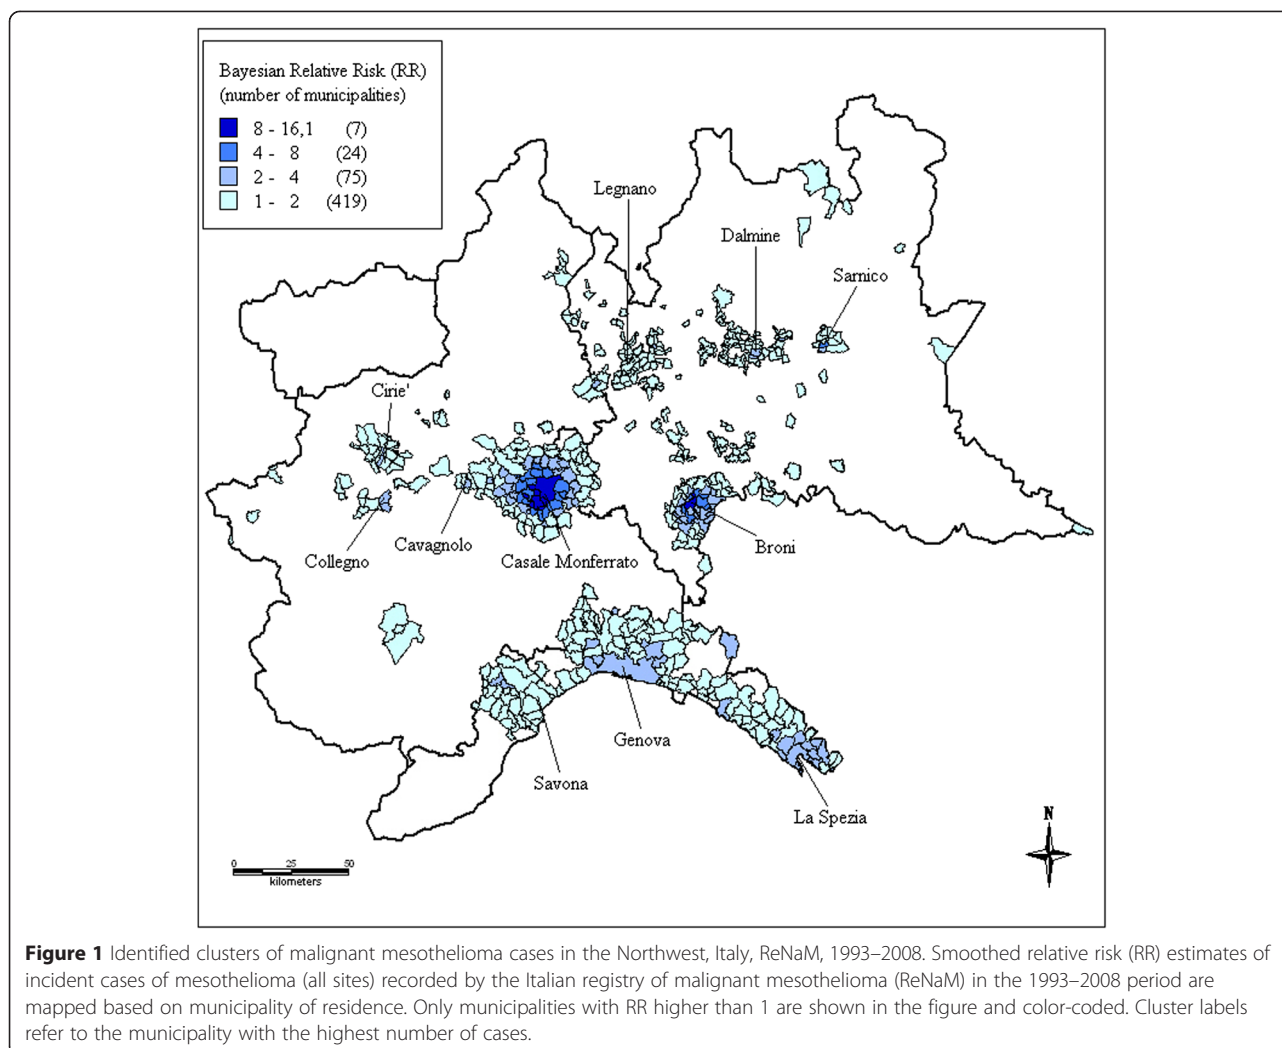 Bayesian Relative Risk (RR)
(number of municipalities)
8 - 16,1 (7)
4 - 8 (24)
2 - 4 (75)
1 - 2 (419)
Legnano
Dalmine
Sarnico
Cirie'
Cavagnolo
Collegno
Casale Monferrato
Broni
Genova
Savona
La Spezia
N
0 25 50
kilometers
Figure 1 Identified clusters of malignant mesothelioma cases in the Northwest, Italy, ReNaM, 1993–2008. Smoothed relative risk (RR) estimates of
incident cases of mesothelioma (all sites) recorded by the Italian registry of malignant mesothelioma (ReNaM) in the 1993–2008 period are
mapped based on municipality of residence. Only municipalities with RR higher than 1 are shown in the figure and color-coded. Cluster labels
refer to the municipality with the highest number of cases.